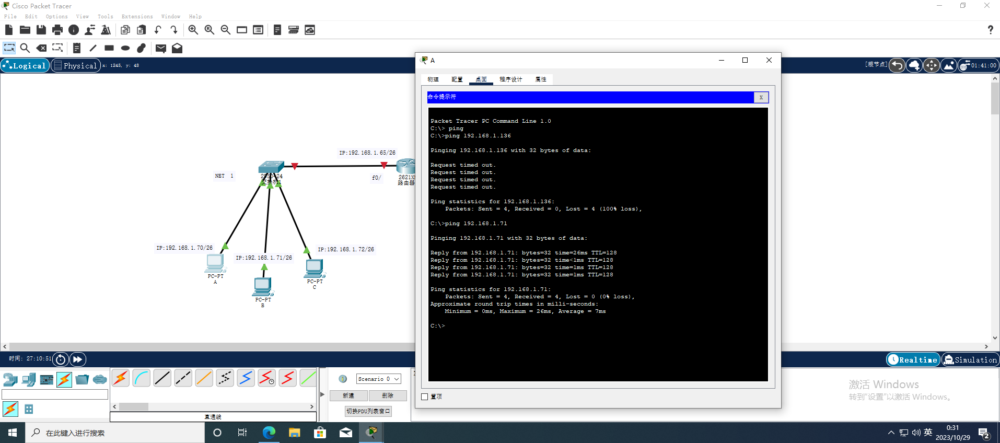 Cisco Packet Tracer
File Edit Options View Tools Extensions Window Help
Logical
Physical
x: 1245, y: 43
[根节点]
01:41:00
IP:192.168.1.65/26
NET 1
2950-24
交换机1
f0/
2621X
路由器
IP:192.168.1.70/26
IP:192.168.1.71/26
IP:192.168.1.72/26
PC-PT
A
PC-PT
B
PC-PT
C
A
物理 配置 桌面 程序设计 属性
命令提示符
X
Packet Tracer PC Command Line 1.0
C:\> ping
C:\>ping 192.168.1.136
Pinging 192.168.1.136 with 32 bytes of data:
Request timed out.
Request timed out.
Request timed out.
Request timed out.
Ping statistics for 192.168.1.136:
Packets: Sent = 4, Received = 0, Lost = 4 (100% loss),
C:\>ping 192.168.1.71
Pinging 192.168.1.71 with 32 bytes of data:
Reply from 192.168.1.71: bytes=32 time=26ms TTL=128
Reply from 192.168.1.71: bytes=32 time<1ms TTL=128
Reply from 192.168.1.71: bytes=32 time=1ms TTL=128
Reply from 192.168.1.71: bytes=32 time=1ms TTL=128
Ping statistics for 192.168.1.71:
Packets: Sent = 4, Received = 4, Lost = 0 (0% loss),
Approximate round trip times in milli-seconds:
Minimum = 0ms, Maximum = 26ms, Average = 7ms
C:\>
置顶
时间: 27:10:51
Realtime
Simulation
Scenario 0
新建
删除
切换PDU列表窗口
直通线
激活 Windows
转到"设置"以激活 Windows。
在此键入进行搜索
英
0:31
2023/10/29
2